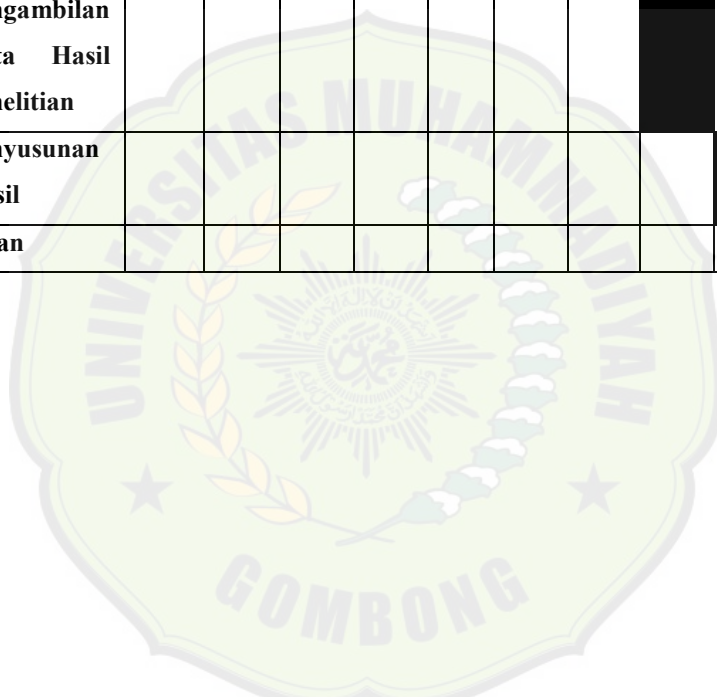 ngambilan
ta Hasil
nelitian
nyusunan
sil
an
UNIVERSITAS MUHAMMADIYAH
GOMBONG